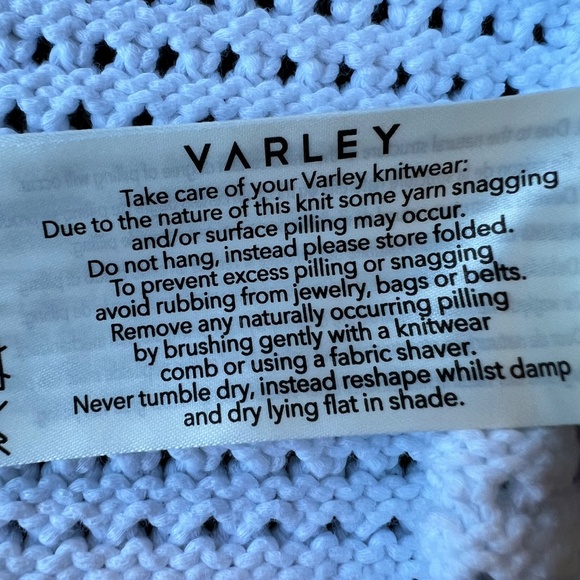 VARLEY
Take care of your Varley knitwear:
Due to the nature of this knit some yarn snagging
and/or surface pilling may occur.
Do not hang, instead please store folded.
To prevent excess pilling or snagging
avoid rubbing from jewelry, bags or belts.
Remove any naturally occurring pilling
by brushing gently with a knitwear
comb or using a fabric shaver.
Never tumble dry, instead reshape whilst damp
and dry lying flat in shade.